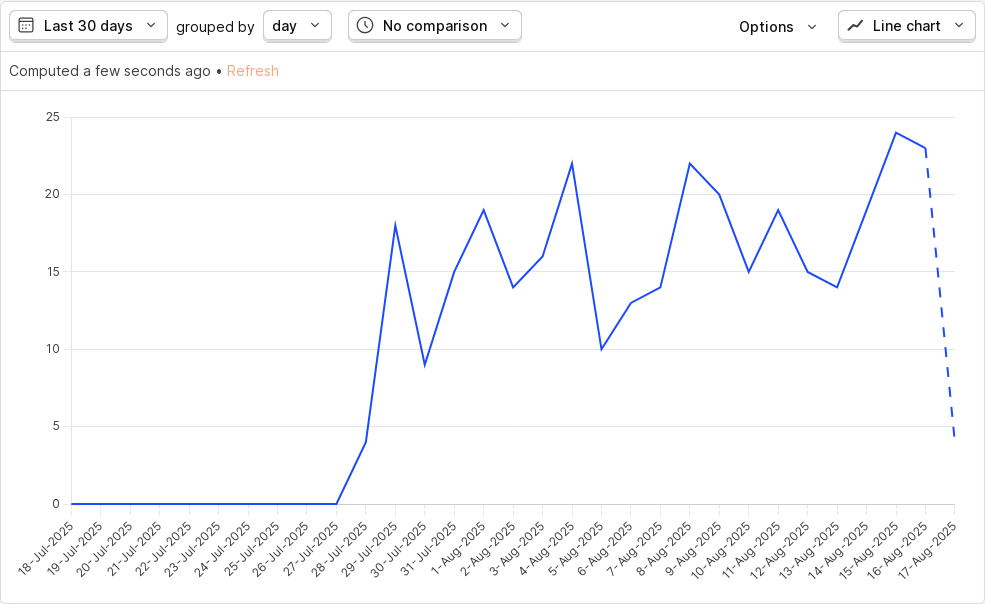 Last 30 days grouped by day No comparison Options Line chart
Computed a few seconds ago • Refresh
25
20
15
10
5
0
18-Jul-2025
19-Jul-2025
20-Jul-2025
21-Jul-2025
22-Jul-2025
23-Jul-2025
24-Jul-2025
25-Jul-2025
26-Jul-2025
27-Jul-2025
28-Jul-2025
29-Jul-2025
30-Jul-2025
31-Jul-2025
1-Aug-2025
2-Aug-2025
3-Aug-2025
4-Aug-2025
5-Aug-2025
6-Aug-2025
7-Aug-2025
8-Aug-2025
9-Aug-2025
10-Aug-2025
11-Aug-2025
12-Aug-2025
13-Aug-2025
14-Aug-2025
15-Aug-2025
16-Aug-2025
17-Aug-2025